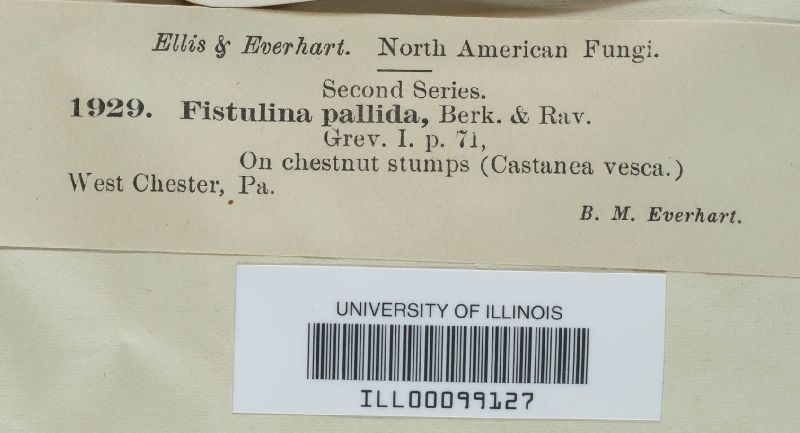 Ellis & Everhart. North American Fungi.
Second Series.
1929. Fistulina pallida, Berk. & Rav.
Grev. I. p. 71,
On chestnut stumps (Castanea vesca.)
West Chester, Pa.
B. M. Everhart.
UNIVERSITY OF ILLINOIS
ILL00099127